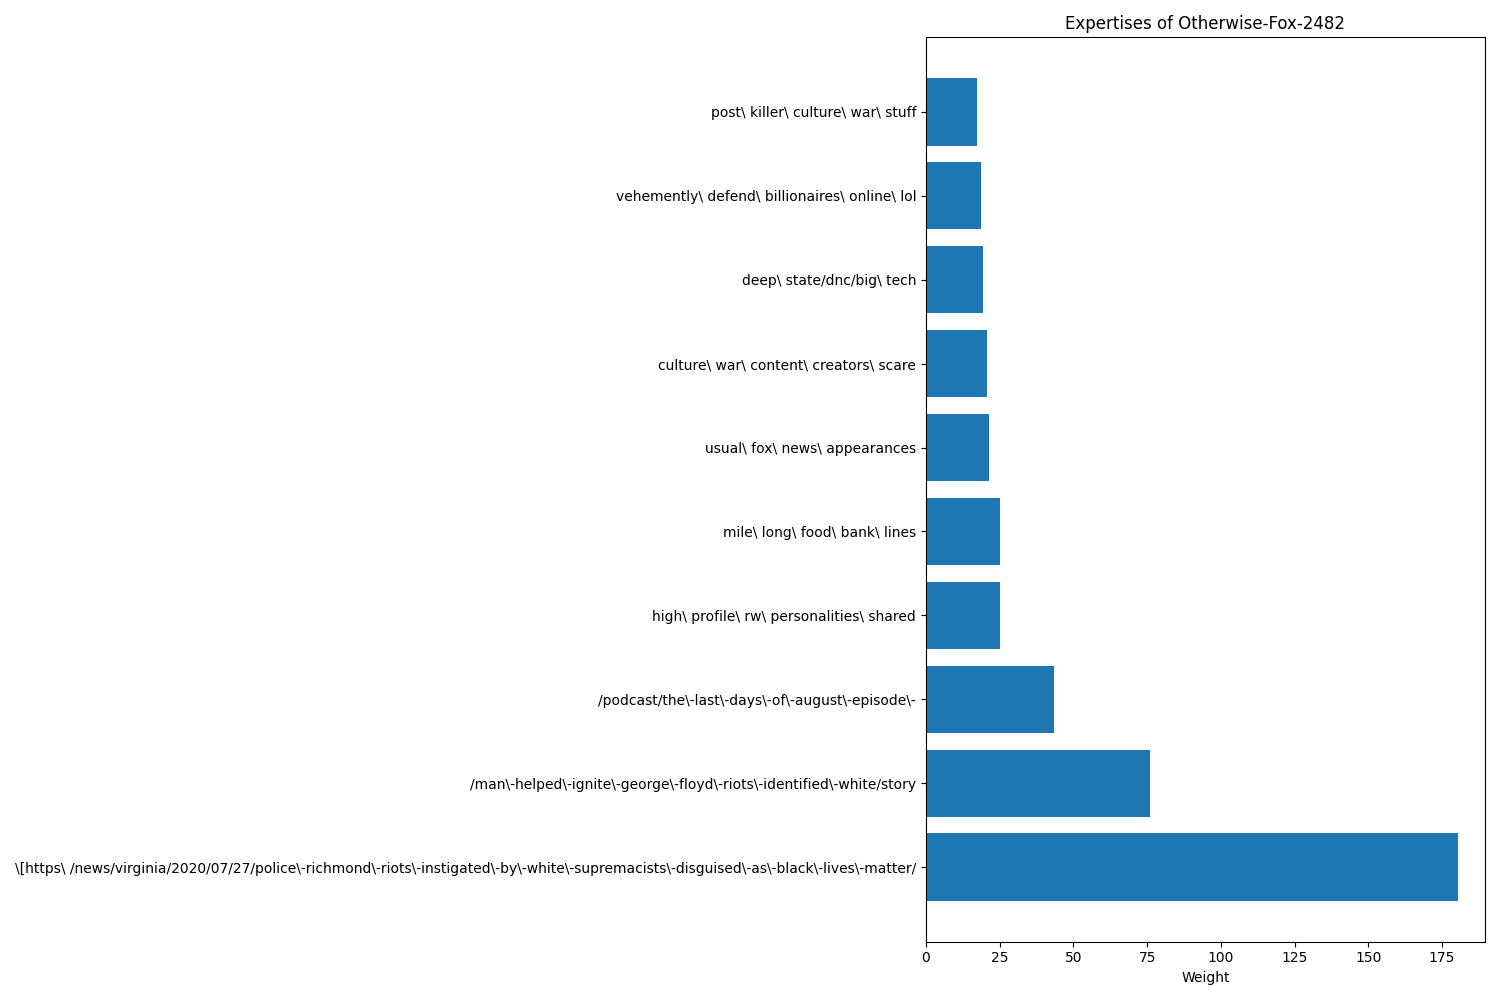 Expertises of Otherwise-Fox-2482
post\ killer\ culture\ war\ stuff
vehemently\ defend\ billionaires\ online\ lol
deep\ state/dnc/big\ tech
culture\ war\ content\ creators\ scare
usual\ fox\ news\ appearances
mile\ long\ food\ bank\ lines
high\ profile\ rw\ personalities\ shared
/podcast/the\-last\-days\-of\-august\-episode\-
/man\-helped\-ignite\-george\-floyd\-riots\-identified\-white/story
\[https\ /news/virginia/2020/07/27/police\-richmond\-riots\-instigated\-by\-white\-supremacists\-disguised\-as\-black\-lives\-matter/
0 25 50 75 100 125 150 175
Weight